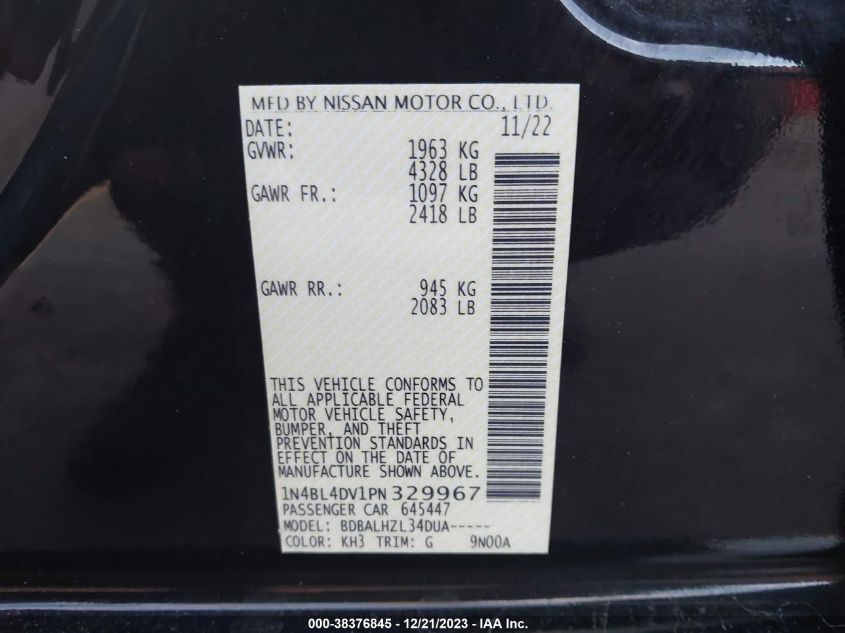 MFD BY NISSAN MOTOR CO., LTD.
DATE: 11/22
GVWR: 1963 KG
4328 LB
GAWR FR.: 1097 KG
2418 LB
GAWR RR.: 945 KG
2083 LB
THIS VEHICLE CONFORMS TO
ALL APPLICABLE FEDERAL
MOTOR VEHICLE SAFETY,
BUMPER, AND THEFT
PREVENTION STANDARDS IN
EFFECT ON THE DATE OF
MANUFACTURE SHOWN ABOVE.
1N4BL4DV1PN329967
PASSENGER CAR 645447
MODEL: BDBALHZL34DUA-----
COLOR: KH3 TRIM: G 9N00A
000-38376845 - 12/21/2023 - IAA Inc.